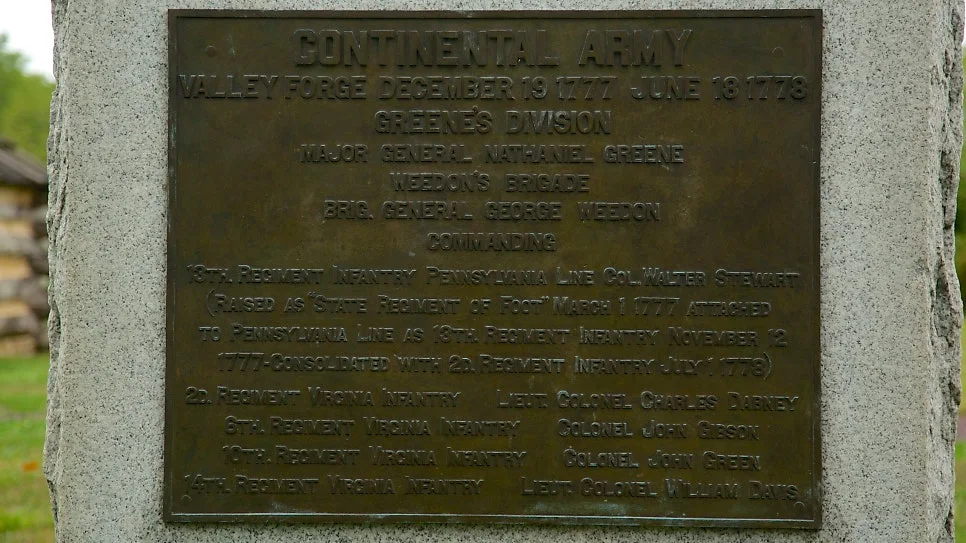 CONTINENTAL ARMY
VALLEY FORGE DECEMBER 19 1777 JUNE 18 1778
GREENE'S DIVISION
MAJOR GENERAL NATHANIEL GREENE
WEEDON'S BRIGADE
BRIG. GENERAL GEORGE WEEDON
COMMANDING
13TH. REGIMENT INFANTRY PENNSYLVANIA LINE COL. WALTER STEWART
(RAISED AS "STATE REGIMENT OF FOOT" MARCH 1 1777 ATTACHED
TO PENNSYLVANIA LINE AS 13TH. REGIMENT INFANTRY NOVEMBER 12
1777-CONSOLIDATED WITH 2D. REGIMENT INFANTRY JULY 1 1778)
2D. REGIMENT VIRGINIA INFANTRY LIEUT. COLONEL CHARLES DABNEY
6TH. REGIMENT VIRGINIA INFANTRY COLONEL JOHN GIBSON
10TH. REGIMENT VIRGINIA INFANTRY COLONEL JOHN GREEN
14TH. REGIMENT VIRGINIA INFANTRY LIEUT. COLONEL WILLIAM DAVIS